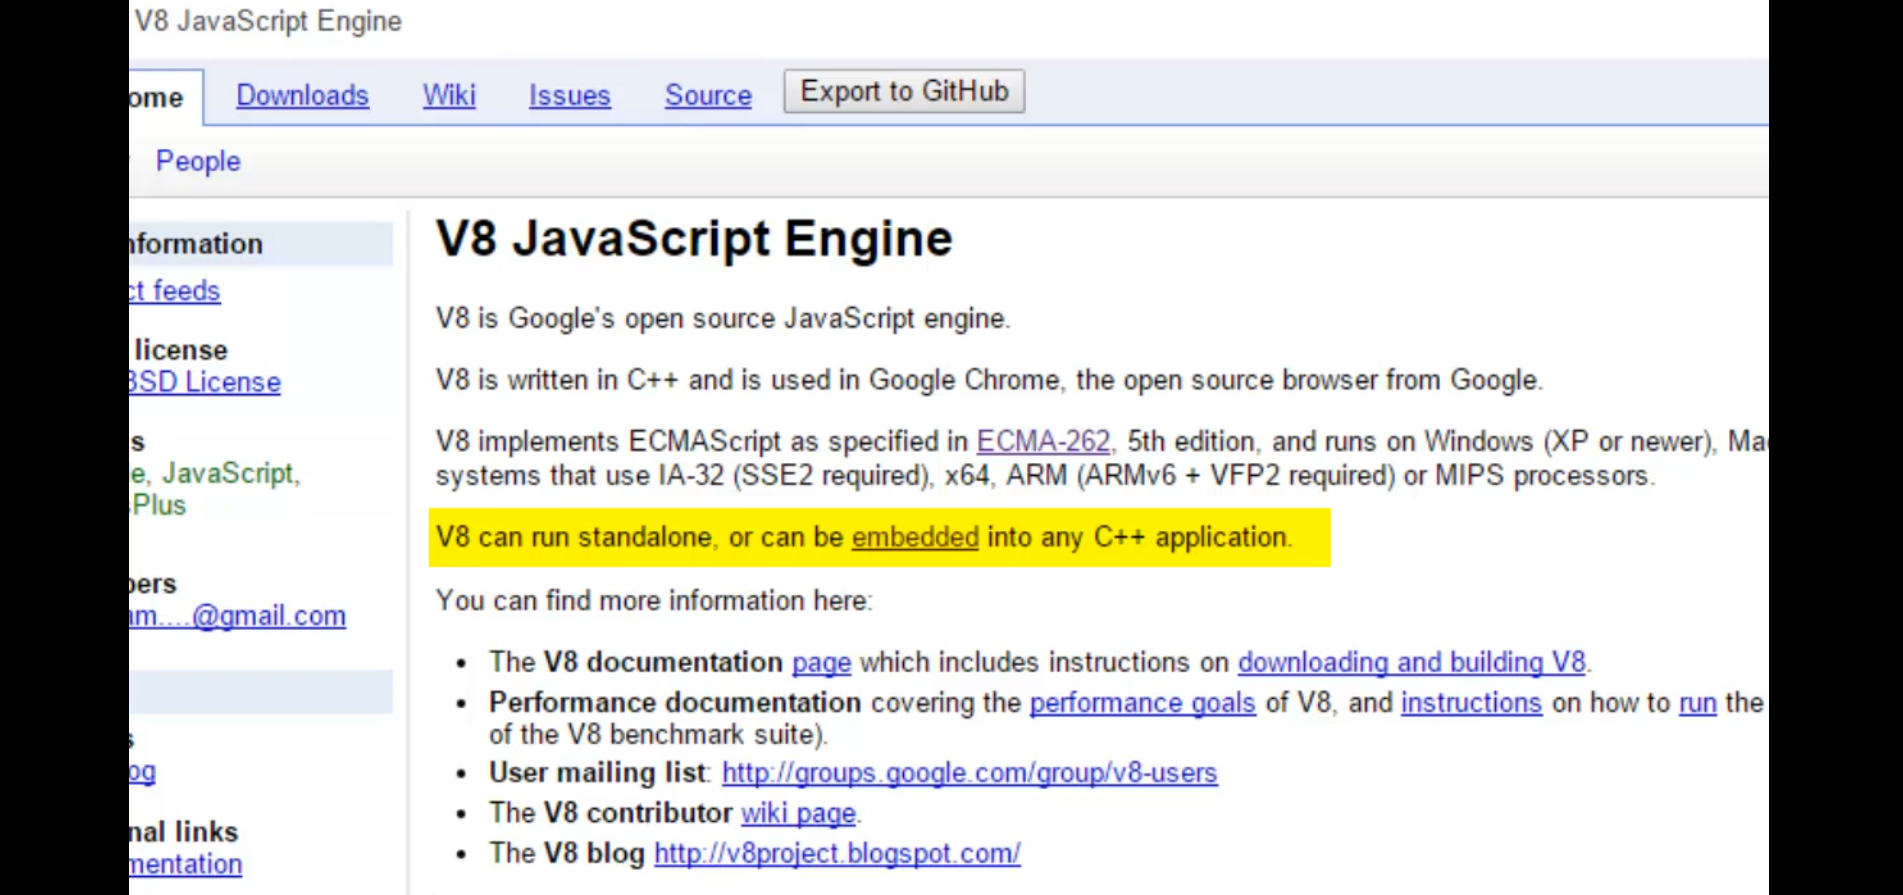 V8 JavaScript Engine
ome Downloads Wiki Issues Source Export to GitHub
People
nformation
ct feeds
license
BSD License
s
e, JavaScript,
Plus
bers
am....@gmail.com
s
og
nal links
mentation
V8 JavaScript Engine
V8 is Google's open source JavaScript engine.
V8 is written in C++ and is used in Google Chrome, the open source browser from Google.
V8 implements ECMAScript as specified in ECMA-262, 5th edition, and runs on Windows (XP or newer), Ma
systems that use IA-32 (SSE2 required), x64, ARM (ARMv6 + VFP2 required) or MIPS processors.
V8 can run standalone, or can be embedded into any C++ application.
You can find more information here:
• The V8 documentation page which includes instructions on downloading and building V8.
• Performance documentation covering the performance goals of V8, and instructions on how to run the
of the V8 benchmark suite).
• User mailing list: http://groups.google.com/group/v8-users
• The V8 contributor wiki page.
• The V8 blog http://v8project.blogspot.com/